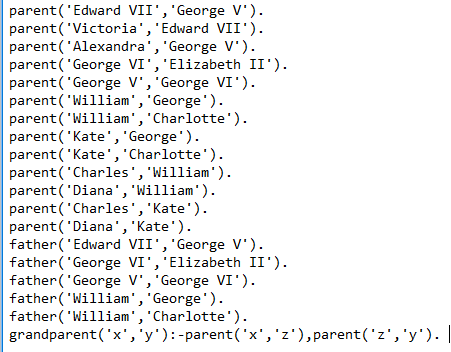 parent('Edward VII','George V').
parent('Victoria','Edward VII').
parent('Alexandra','George V').
parent('George VI','Elizabeth II').
parent('George V','George VI').
parent('William','George').
parent('William','Charlotte').
parent('Kate','George').
parent('Kate','Charlotte').
parent('Charles','William').
parent('Diana','William').
parent('Charles','Kate').
parent('Diana','Kate').
father('Edward VII','George V').
father('George VI','Elizabeth II').
father('George V','George VI').
father('William','George').
father('William','Charlotte').
grandparent('x','y'):-parent('x','z'),parent('z','y').